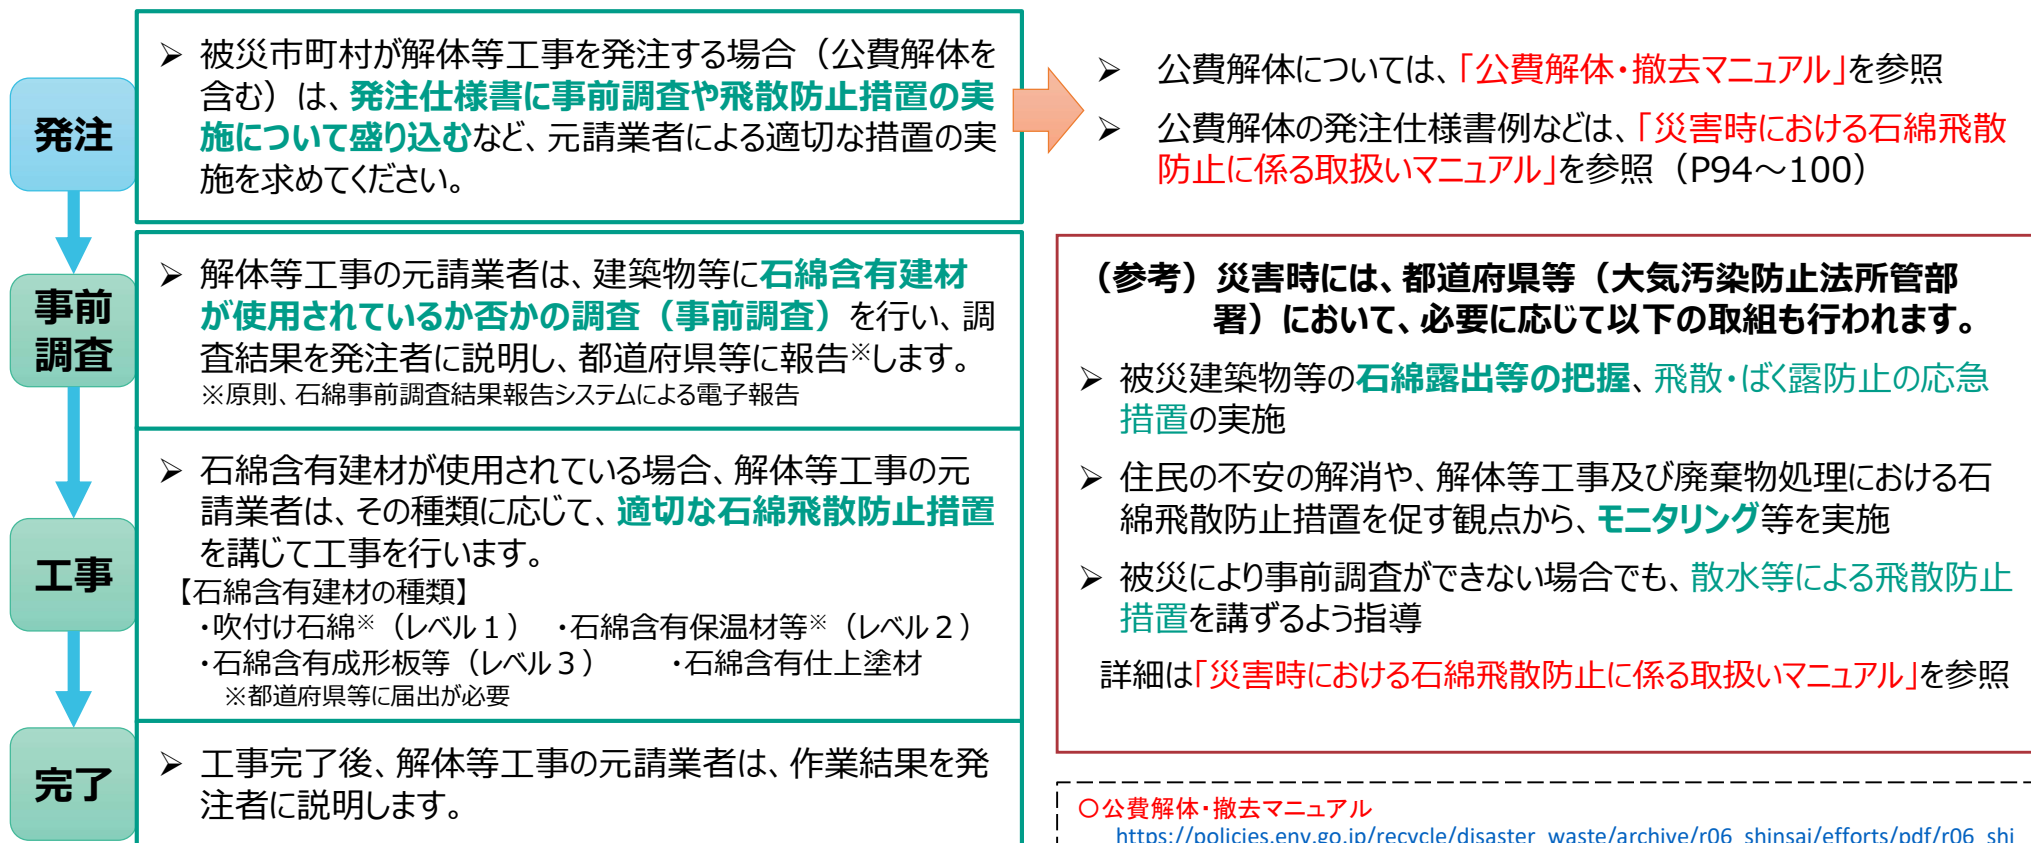 発注
➢ 被災市町村が解体等工事を発注する場合（公費解体を
含む）は、発注仕様書に事前調査や飛散防止措置の実
施について盛り込むなど、元請業者による適切な措置の実
施を求めてください。
➢ 公費解体については、「公費解体・撤去マニュアル」を参照
➢ 公費解体の発注仕様書例などは、「災害時における石綿飛散
防止に係る取扱いマニュアル」を参照（P94～100）
事前
調査
➢ 解体等工事の元請業者は、建築物等に石綿含有建材
が使用されているか否かの調査（事前調査）を行い、調
査結果を発注者に説明し、都道府県等に報告※します。
※原則、石綿事前調査結果報告システムによる電子報告
工事
➢ 石綿含有建材が使用されている場合、解体等工事の元
請業者は、その種類に応じて、適切な石綿飛散防止措置
を講じて工事を行います。
【石綿含有建材の種類】
・吹付け石綿※（レベル１） ・石綿含有保温材等※（レベル２）
・石綿含有成形板等（レベル３） ・石綿含有仕上塗材
※都道府県等に届出が必要
完了
➢ 工事完了後、解体等工事の元請業者は、作業結果を発
注者に説明します。
（参考）災害時には、都道府県等（大気汚染防止法所管部
署）において、必要に応じて以下の取組も行われます。
➢ 被災建築物等の石綿露出等の把握、飛散・ばく露防止の応急
措置の実施
➢ 住民の不安の解消や、解体等工事及び廃棄物処理における石
綿飛散防止措置を促す観点から、モニタリング等を実施
➢ 被災により事前調査ができない場合でも、散水等による飛散防止
措置を講ずるよう指導
詳細は「災害時における石綿飛散防止に係る取扱いマニュアル」を参照
〇公費解体・撤去マニュアル
https://policies.env.go.jp/recycle/disaster_waste/archive/r06_shinsai/efforts/pdf/r06_shi